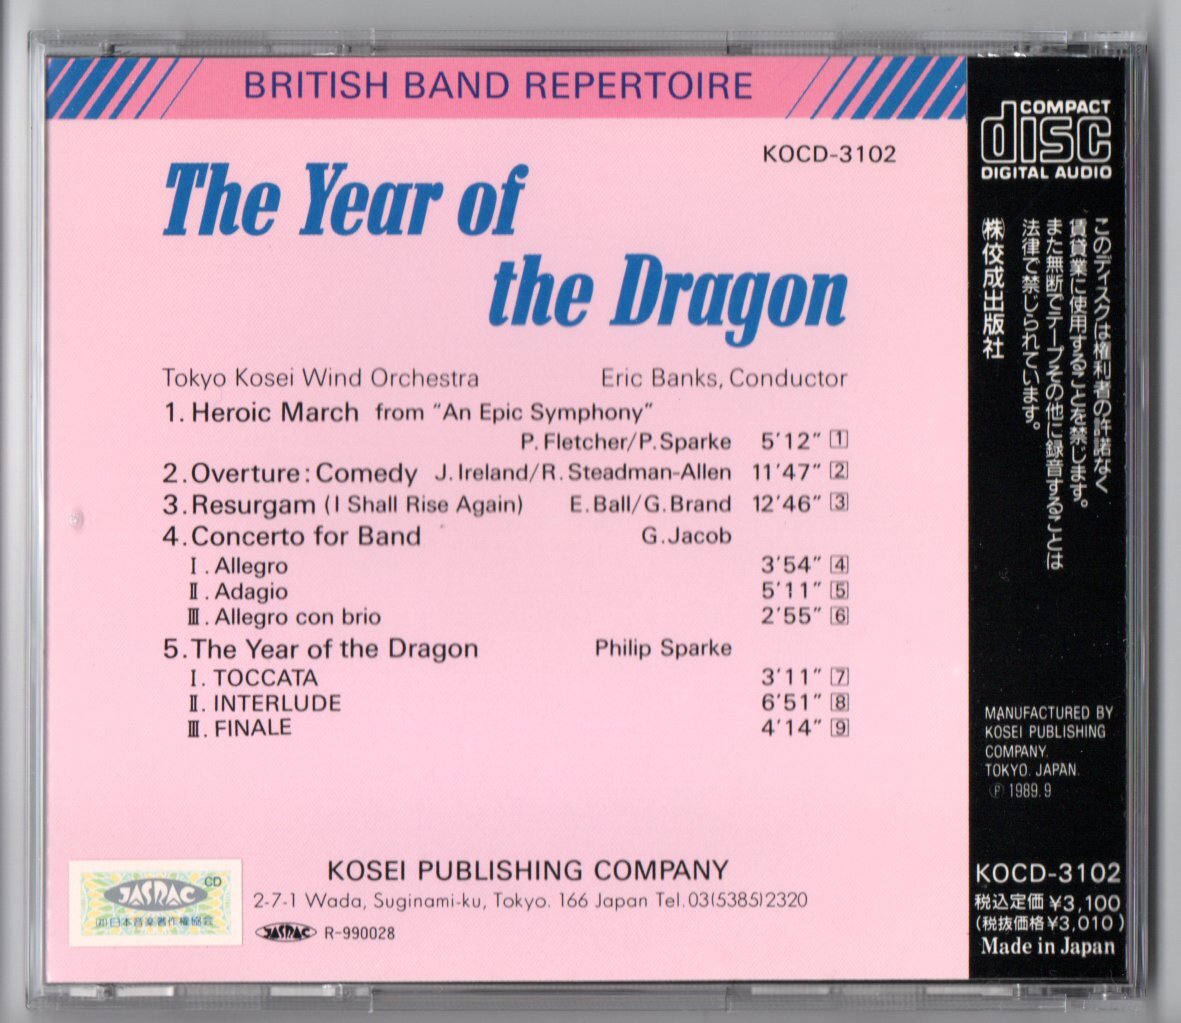 BRITISH BAND REPERTOIRE
KOCD-3102
The Year of
the Dragon
Tokyo Kosei Wind Orchestra Eric Banks, Conductor
1. Heroic March from "An Epic Symphony"
P. Fletcher/P. Sparke 5'12" 1
2. Overture: Comedy J. Ireland/R. Steadman-Allen 11'47" 2
3. Resurgam (I Shall Rise Again) E. Ball/G. Brand 12'46" 3
4. Concerto for Band G. Jacob
Ⅰ. Allegro 3'54" 4
Ⅱ. Adagio 5'11" 5
Ⅲ. Allegro con brio 2'55" 6
5. The Year of the Dragon Philip Sparke
Ⅰ. TOCCATA 3'11" 7
Ⅱ. INTERLUDE 6'51" 8
Ⅲ. FINALE 4'14" 9
KOSEI PUBLISHING COMPANY
2-7-1 Wada, Suginami-ku, Tokyo. 166 Japan Tel. 03(5385)2320
JASRAC R-990028
JASRAC CD
(社)日本音楽著作権協会
COMPACT
disc
DIGITAL AUDIO
このディスクは権利者の許諾なく
賃貸業に使用することを禁じます。
また無断でテープその他に録音することは
法律で禁じられています。
㈱佼成出版社
MANUFACTURED BY
KOSEI PUBLISHING
COMPANY.
TOKYO. JAPAN.
Ⓟ 1989. 9
KOCD-3102
税込定価¥3,100
(税抜価格¥3,010)
Made in Japan